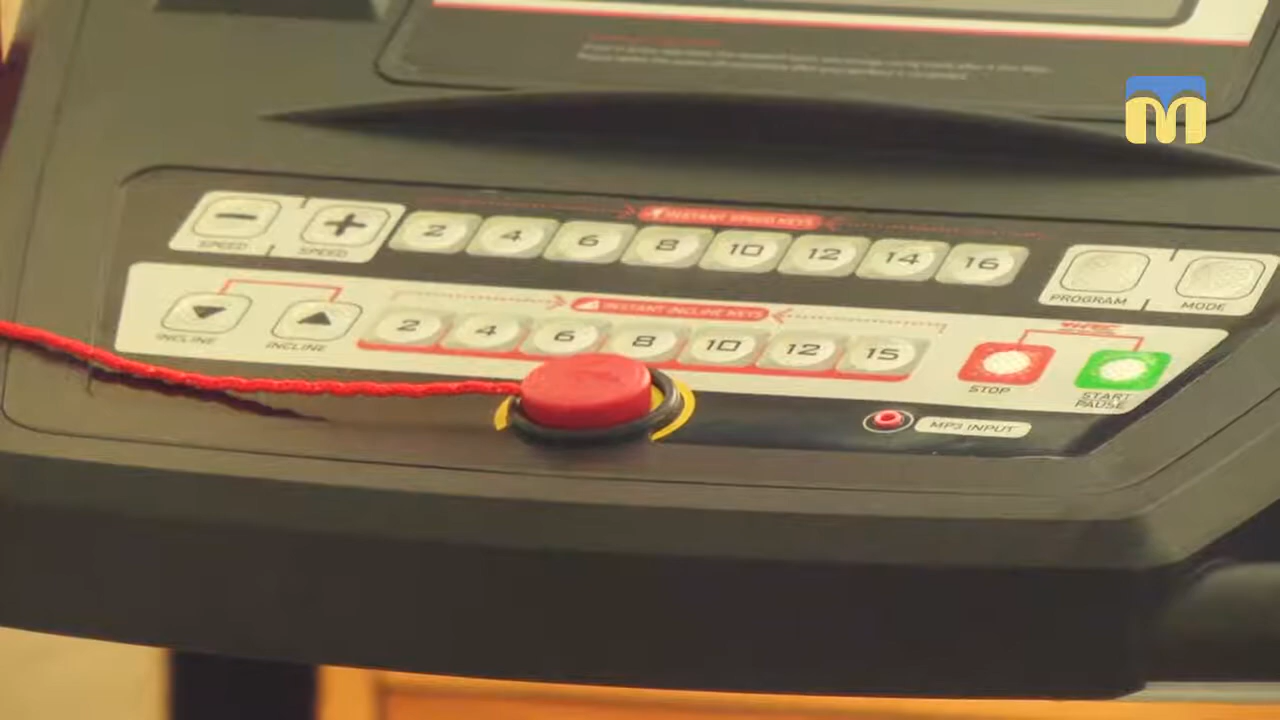 INSTANT SPEED KEYS
SPEED SPEED 2 4 6 8 10 12 14 16
PROGRAM MODE
INSTANT INCLINE KEYS
INCLINE INCLINE 2 4 6 8 10 12 15
STOP START PAUSE
MP3 INPUT
m